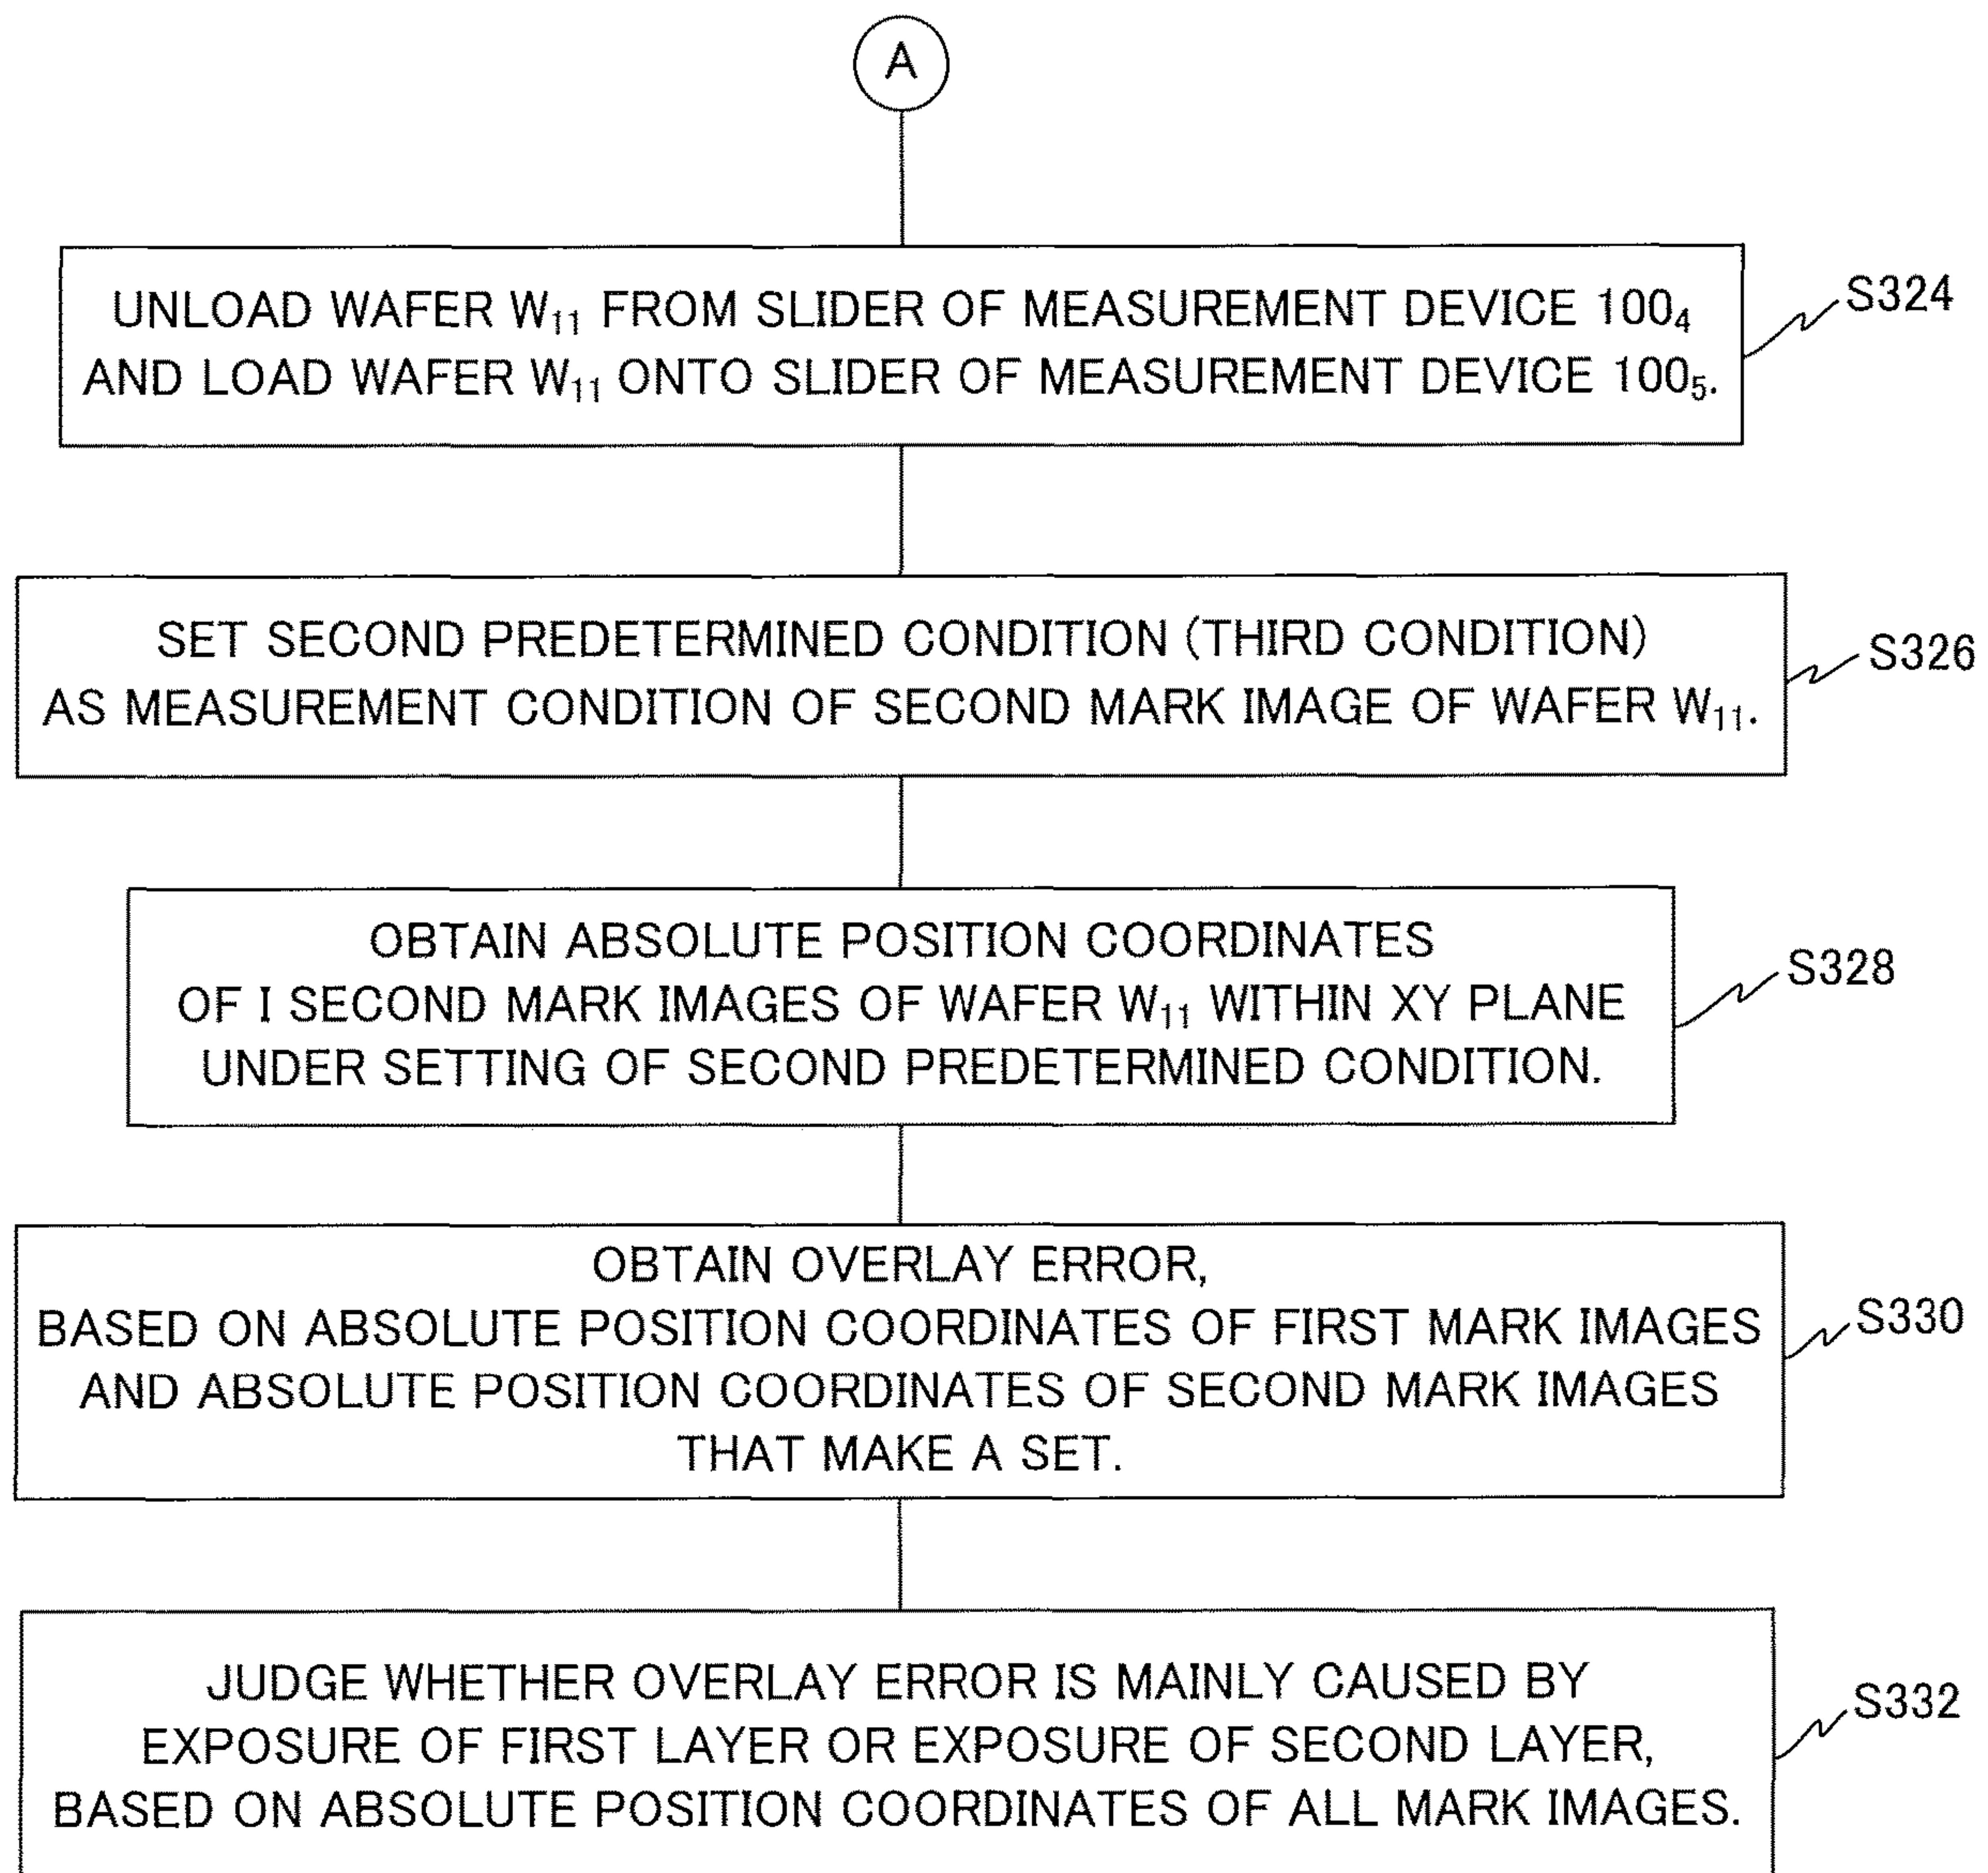 A
UNLOAD WAFER W₁₁ FROM SLIDER OF MEASUREMENT DEVICE 100₄
AND LOAD WAFER W₁₁ ONTO SLIDER OF MEASUREMENT DEVICE 100₅.
S324
SET SECOND PREDETERMINED CONDITION (THIRD CONDITION)
AS MEASUREMENT CONDITION OF SECOND MARK IMAGE OF WAFER W₁₁.
S326
OBTAIN ABSOLUTE POSITION COORDINATES
OF I SECOND MARK IMAGES OF WAFER W₁₁ WITHIN XY PLANE
UNDER SETTING OF SECOND PREDETERMINED CONDITION.
S328
OBTAIN OVERLAY ERROR,
BASED ON ABSOLUTE POSITION COORDINATES OF FIRST MARK IMAGES
AND ABSOLUTE POSITION COORDINATES OF SECOND MARK IMAGES
THAT MAKE A SET.
S330
JUDGE WHETHER OVERLAY ERROR IS MAINLY CAUSED BY
EXPOSURE OF FIRST LAYER OR EXPOSURE OF SECOND LAYER,
BASED ON ABSOLUTE POSITION COORDINATES OF ALL MARK IMAGES.
S332